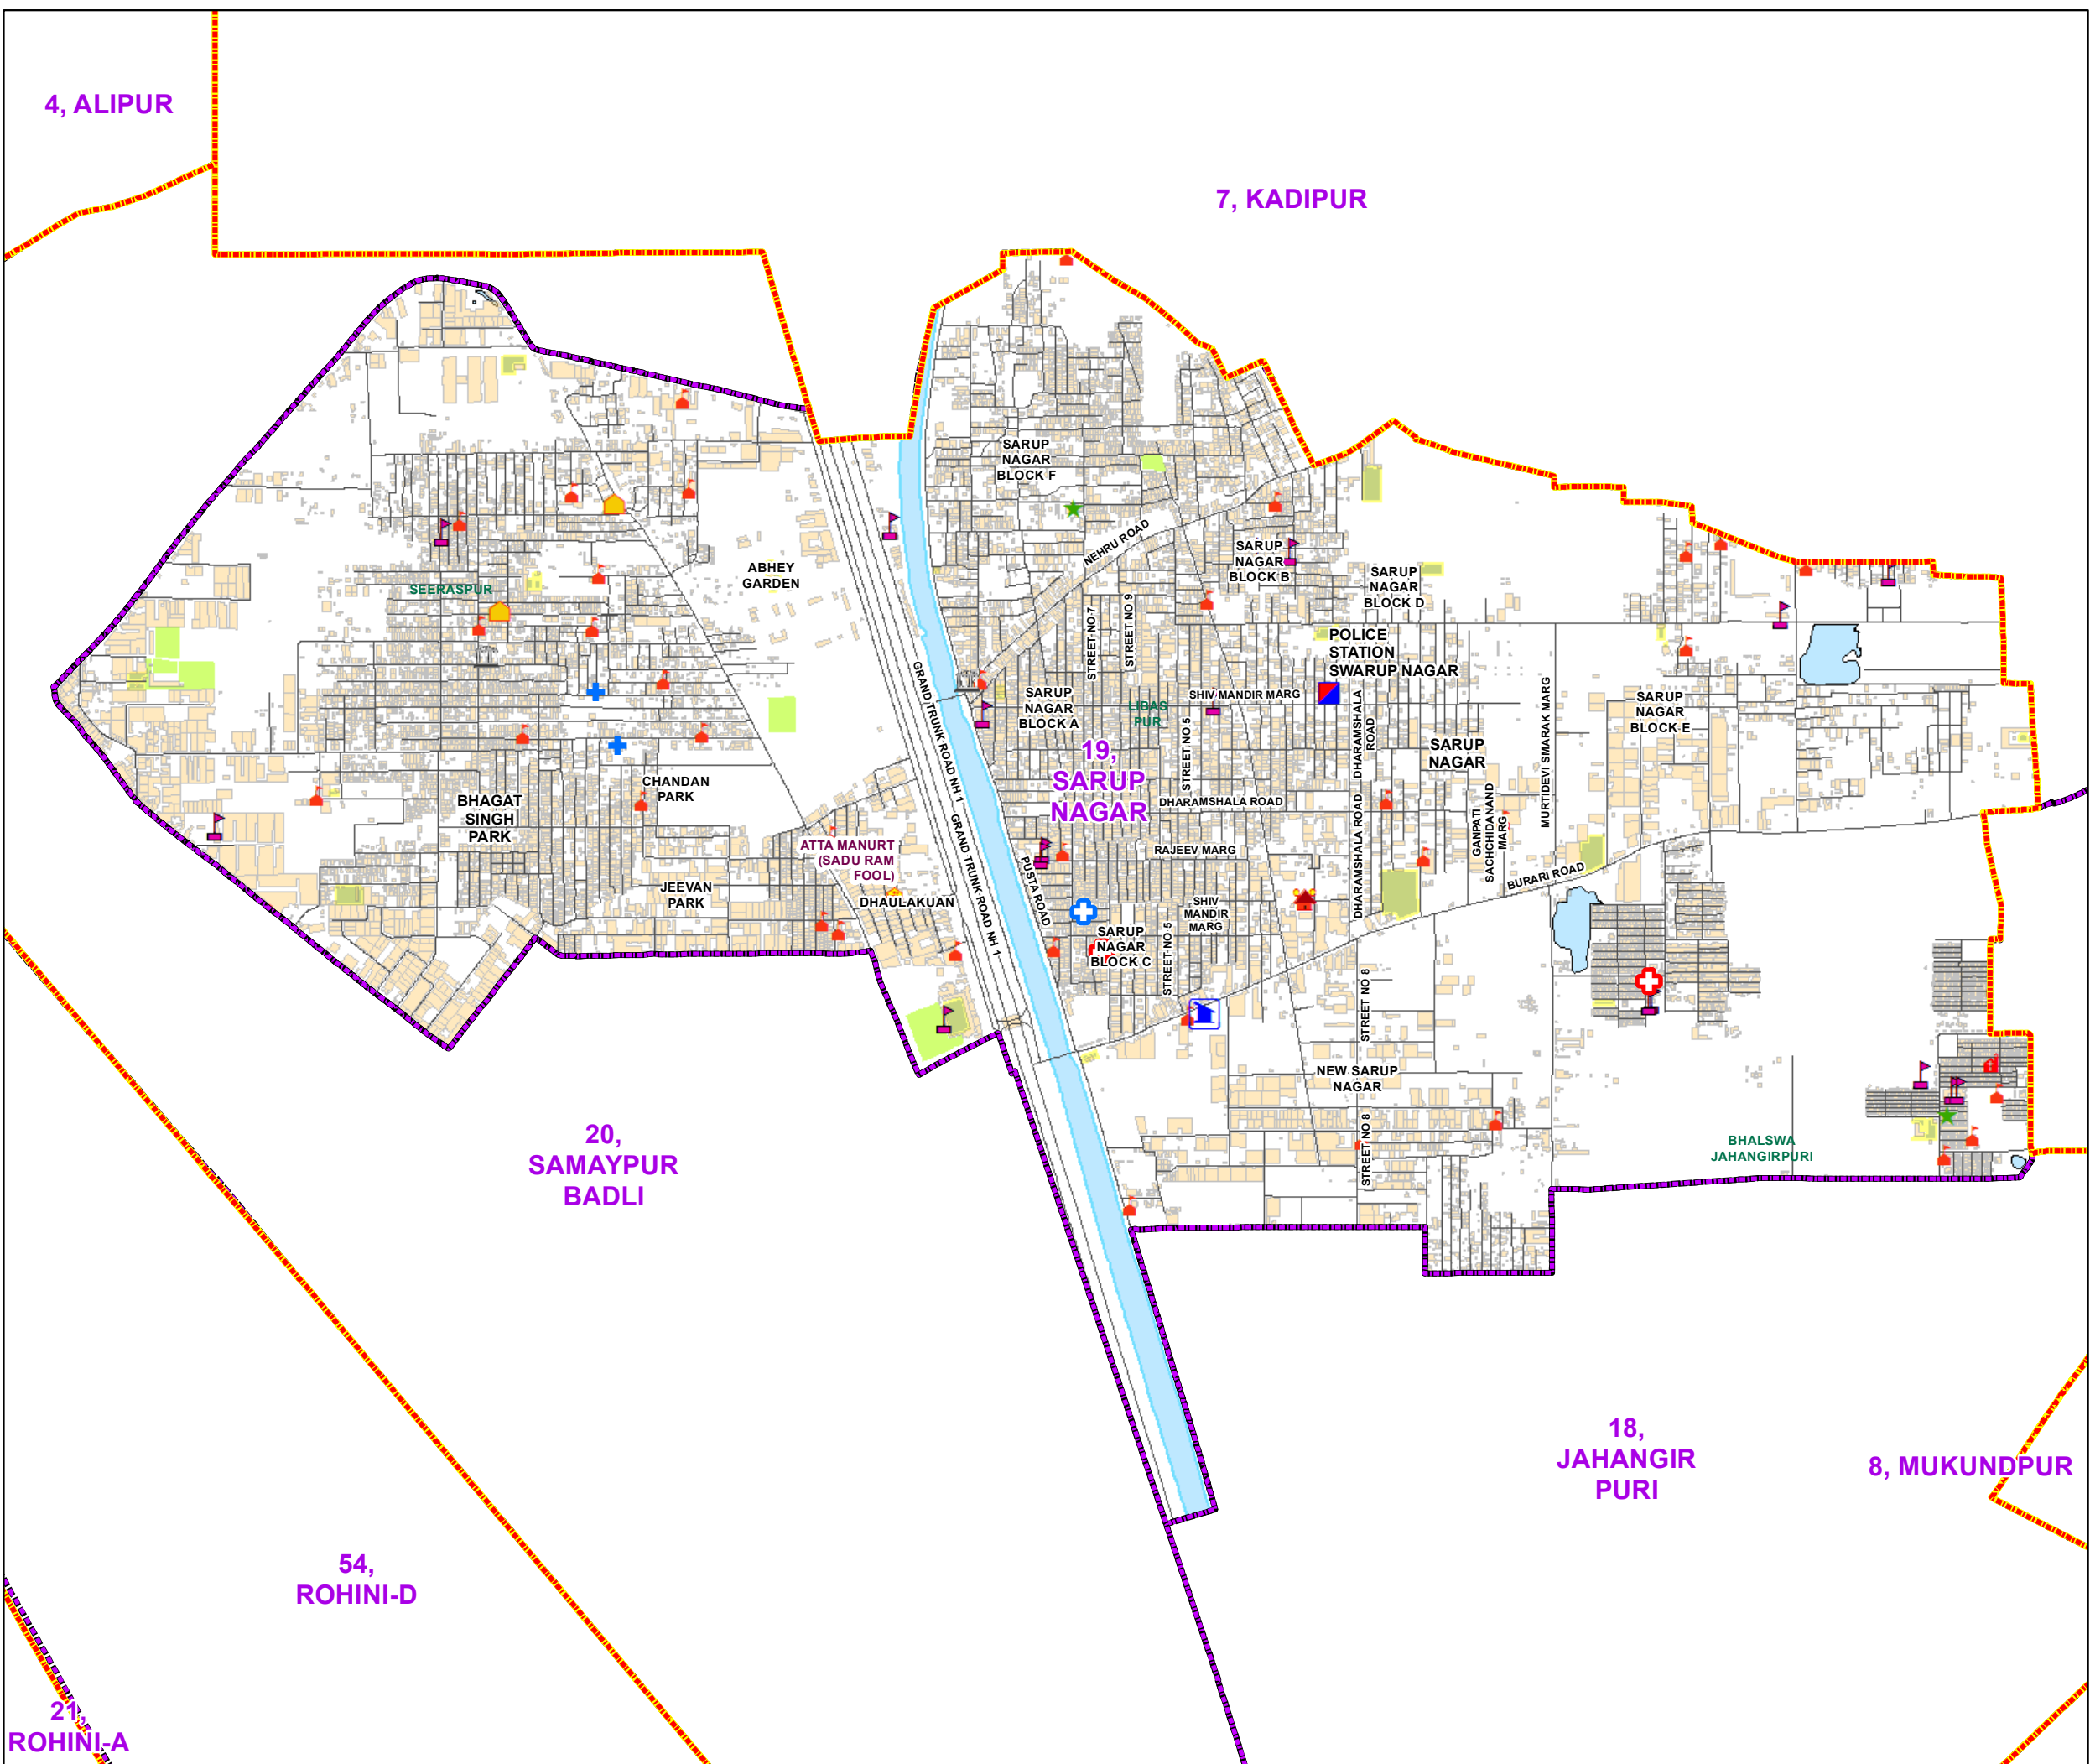 4, ALIPUR
7, KADIPUR
SARUP
NAGAR
BLOCK F
NEHRU ROAD
SARUP
NAGAR
BLOCK B
ABHEY
GARDEN
SEERASPUR
SARUP
NAGAR
BLOCK D
STREET NO 7
STREET NO 9
POLICE
STATION
SWARUP NAGAR
GRAND TRUNK ROAD NH 1
GRAND TRUNK ROAD NH 1
SARUP
NAGAR
BLOCK A
LIBAS
PUR
SHIV MANDIR MARG
STREET NO 5
DHARAMSHALA
ROAD
MURTIDEVI SMARAK MARG
SARUP
NAGAR
BLOCK E
19,
SARUP
NAGAR
SARUP
NAGAR
CHANDAN
PARK
BHAGAT
SINGH
PARK
DHARAMSHALA ROAD
DHARAMSHALA ROAD
DHARAMSHALA ROAD
GANPATI
SACHCHIDANAND
MARG
ATTA MANURT
(SADU RAM
FOOL)
RAJEEV MARG
PUSTA ROAD
BURARI ROAD
JEEVAN
PARK
DHAULAKUAN
SHIV
MANDIR
MARG
SARUP
NAGAR
BLOCK C
STREET NO 5
STREET NO 8
NEW SARUP
NAGAR
STREET NO 8
BHALSWA
JAHANGIRPURI
20,
SAMAYPUR
BADLI
18,
JAHANGIR
PURI
8, MUKUNDPUR
54,
ROHINI-D
21,
ROHINI-A